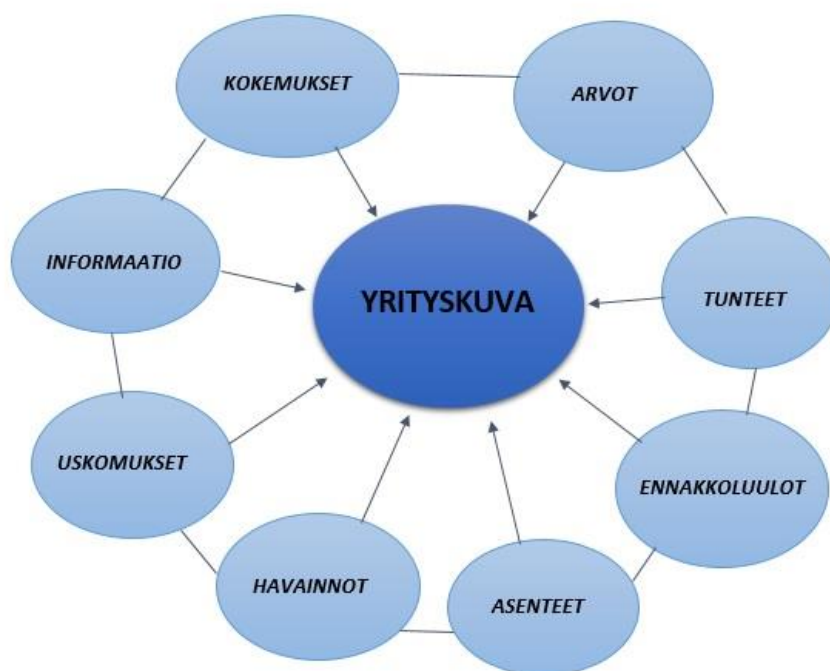 KOKEMUKSET
ARVOT
INFORMAATIO
YRITYSKUVA
TUNTEET
USKOMUKSET
ENNAKKOLUULOT
HAVAINNOT
ASENTEET